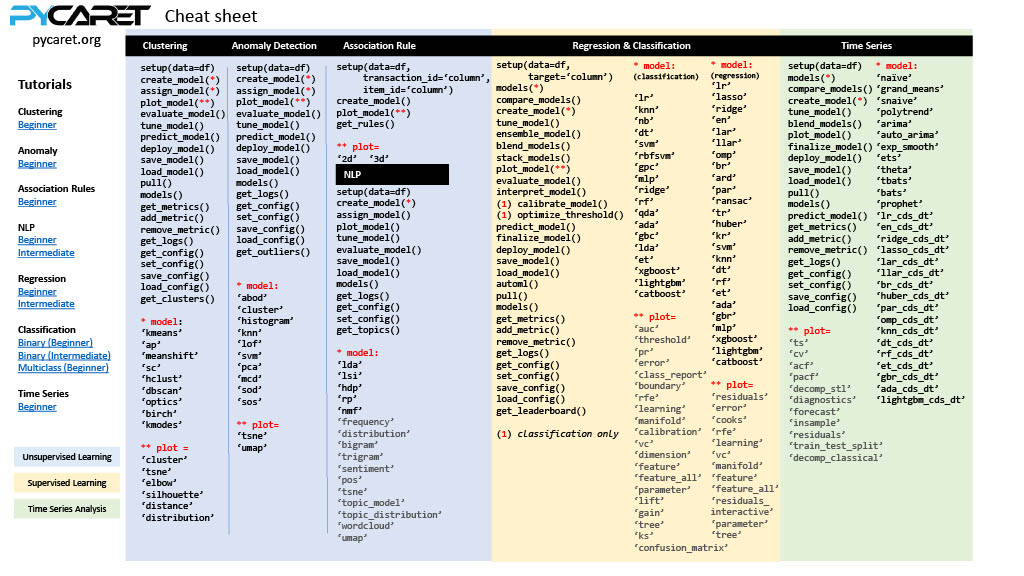 PYCARET
Cheat sheet
pycaret.org
Tutorials
Clustering
Beginner
Anomaly
Beginner
Association Rules
Beginner
NLP
Beginner
Intermediate
Regression
Beginner
Intermediate
Classification
Binary (Beginner)
Binary (Intermediate)
Multiclass (Beginner)
Time Series
Beginner
Unsupervised Learning
Supervised Learning
Time Series Analysis
Clustering
setup(data=df)
create_model(*)
assign_model(*)
plot_model(**)
evaluate_model()
tune_model()
predict_model()
deploy_model()
save_model()
load_model()
pull()
models()
get_metrics()
add_metric()
remove_metric()
get_logs()
get_config()
set_config()
save_config()
load_config()
get_clusters()
* model:
‘kmeans’
‘ap’
‘meanshift’
‘sc’
‘hclust’
‘dbscan’
‘optics’
‘birch’
‘kmodes’
** plot =
‘cluster’
‘tsne’
‘elbow’
‘silhouette’
‘distance’
‘distribution’
Anomaly Detection
setup(data=df)
create_model(*)
assign_model(*)
plot_model(**)
evaluate_model()
tune_model()
predict_model()
deploy_model()
save_model()
load_model()
models()
get_logs()
get_config()
set_config()
save_config()
load_config()
get_outliers()
* model:
‘abod’
‘cluster’
‘histogram’
‘knn’
‘lof’
‘svm’
‘pca’
‘mcd’
‘sod’
‘sos’
** plot=
‘tsne’
‘umap’
Association Rule
setup(data=df,
transaction_id=‘column’,
item_id=‘column’)
create_model()
plot_model(**)
get_rules()
** plot=
‘2d’ ‘3d’
NLP
setup(data=df)
create_model(*)
assign_model()
plot_model()
tune_model()
evaluate_model()
save_model()
load_model()
models()
get_logs()
get_config()
set_config()
get_topics()
* model:
‘lda’
‘lsi’
‘hdp’
‘rp’
‘nmf’
‘frequency’
‘distribution’
‘bigram’
‘trigram’
‘sentiment’
‘pos’
‘tsne’
‘topic_model’
‘topic_distribution’
‘wordcloud’
‘umap’
Regression & Classification
setup(data=df,
target=‘column’)
models(*)
compare_models()
create_model(*)
tune_model()
ensemble_model()
blend_models()
stack_models()
plot_model(**)
evaluate_model()
interpret_model()
(1) calibrate_model()
(1) optimize_threshold()
predict_model()
finalize_model()
deploy_model()
save_model()
load_model()
automl()
pull()
models()
get_metrics()
add_metric()
remove_metric()
get_logs()
get_config()
set_config()
save_config()
load_config()
get_leaderboard()
(1) classification only
* model:
(classification)
‘lr’
‘knn’
‘nb’
‘dt’
‘svm’
‘rbfsvm’
‘gpc’
‘mlp’
‘ridge’
‘rf’
‘qda’
‘ada’
‘gbc’
‘lda’
‘et’
‘xgboost’
‘lightgbm’
‘catboost’
** plot=
‘auc’
‘threshold’
‘pr’
‘error’
‘class_report’
‘boundary’
‘rfe’
‘learning’
‘manifold’
‘calibration’
‘vc’
‘dimension’
‘feature’
‘feature_all’
‘parameter’
‘lift’
‘gain’
‘tree’
‘ks’
‘confusion_matrix’
* model:
(regression)
‘lr’
‘lasso’
‘ridge’
‘en’
‘lar’
‘llar’
‘omp’
‘br’
‘ard’
‘par’
‘ransac’
‘tr’
‘huber’
‘kr’
‘svm’
‘knn’
‘dt’
‘rf’
‘et’
‘ada’
‘gbr’
‘mlp’
‘xgboost’
‘lightgbm’
‘catboost’
** plot=
‘residuals’
‘error’
‘cooks’
‘rfe’
‘learning’
‘vc’
‘manifold’
‘feature’
‘feature_all’
‘residuals_
interactive’
‘parameter’
‘tree’
Time Series
setup(data=df)
models(*)
compare_models()
create_model(*)
tune_model()
blend_models()
plot_model()
finalize_model()
deploy_model()
save_model()
load_model()
pull()
models()
predict_model()
get_metrics()
add_metric()
remove_metric()
get_logs()
get_config()
set_config()
save_config()
load_config()
** plot=
‘ts’
‘cv’
‘acf’
‘pacf’
‘decomp_stl’
‘diagnostics’
‘forecast’
‘insample’
‘residuals’
‘train_test_split’
‘decomp_classical’
* model:
‘naïve’
‘grand_means’
‘snaive’
‘polytrend’
‘arima’
‘auto_arima’
‘exp_smooth’
‘ets’
‘theta’
‘tbats’
‘bats’
‘prophet’
‘lr_cds_dt’
‘en_cds_dt’
‘ridge_cds_dt’
‘lasso_cds_dt’
‘lar_cds_dt’
‘llar_cds_dt’
‘br_cds_dt’
‘huber_cds_dt’
‘par_cds_dt’
‘omp_cds_dt’
‘knn_cds_dt’
‘dt_cds_dt’
‘rf_cds_dt’
‘et_cds_dt’
‘gbr_cds_dt’
‘ada_cds_dt’
‘lightgbm_cds_dt’